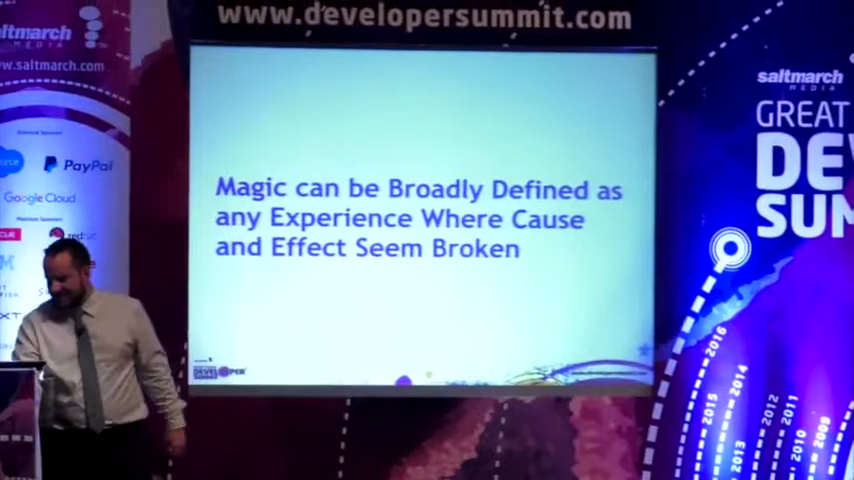 www.developersummit.com
saltmarch
MEDIA
www.saltmarch.com
PayPal
Google Cloud
Magic can be Broadly Defined as
any Experience Where Cause
and Effect Seem Broken
DEVELOPER
saltmarch
MEDIA
GREAT
DEV
SUM
2016
2015
2014
2013
2012
2011
2010
2009